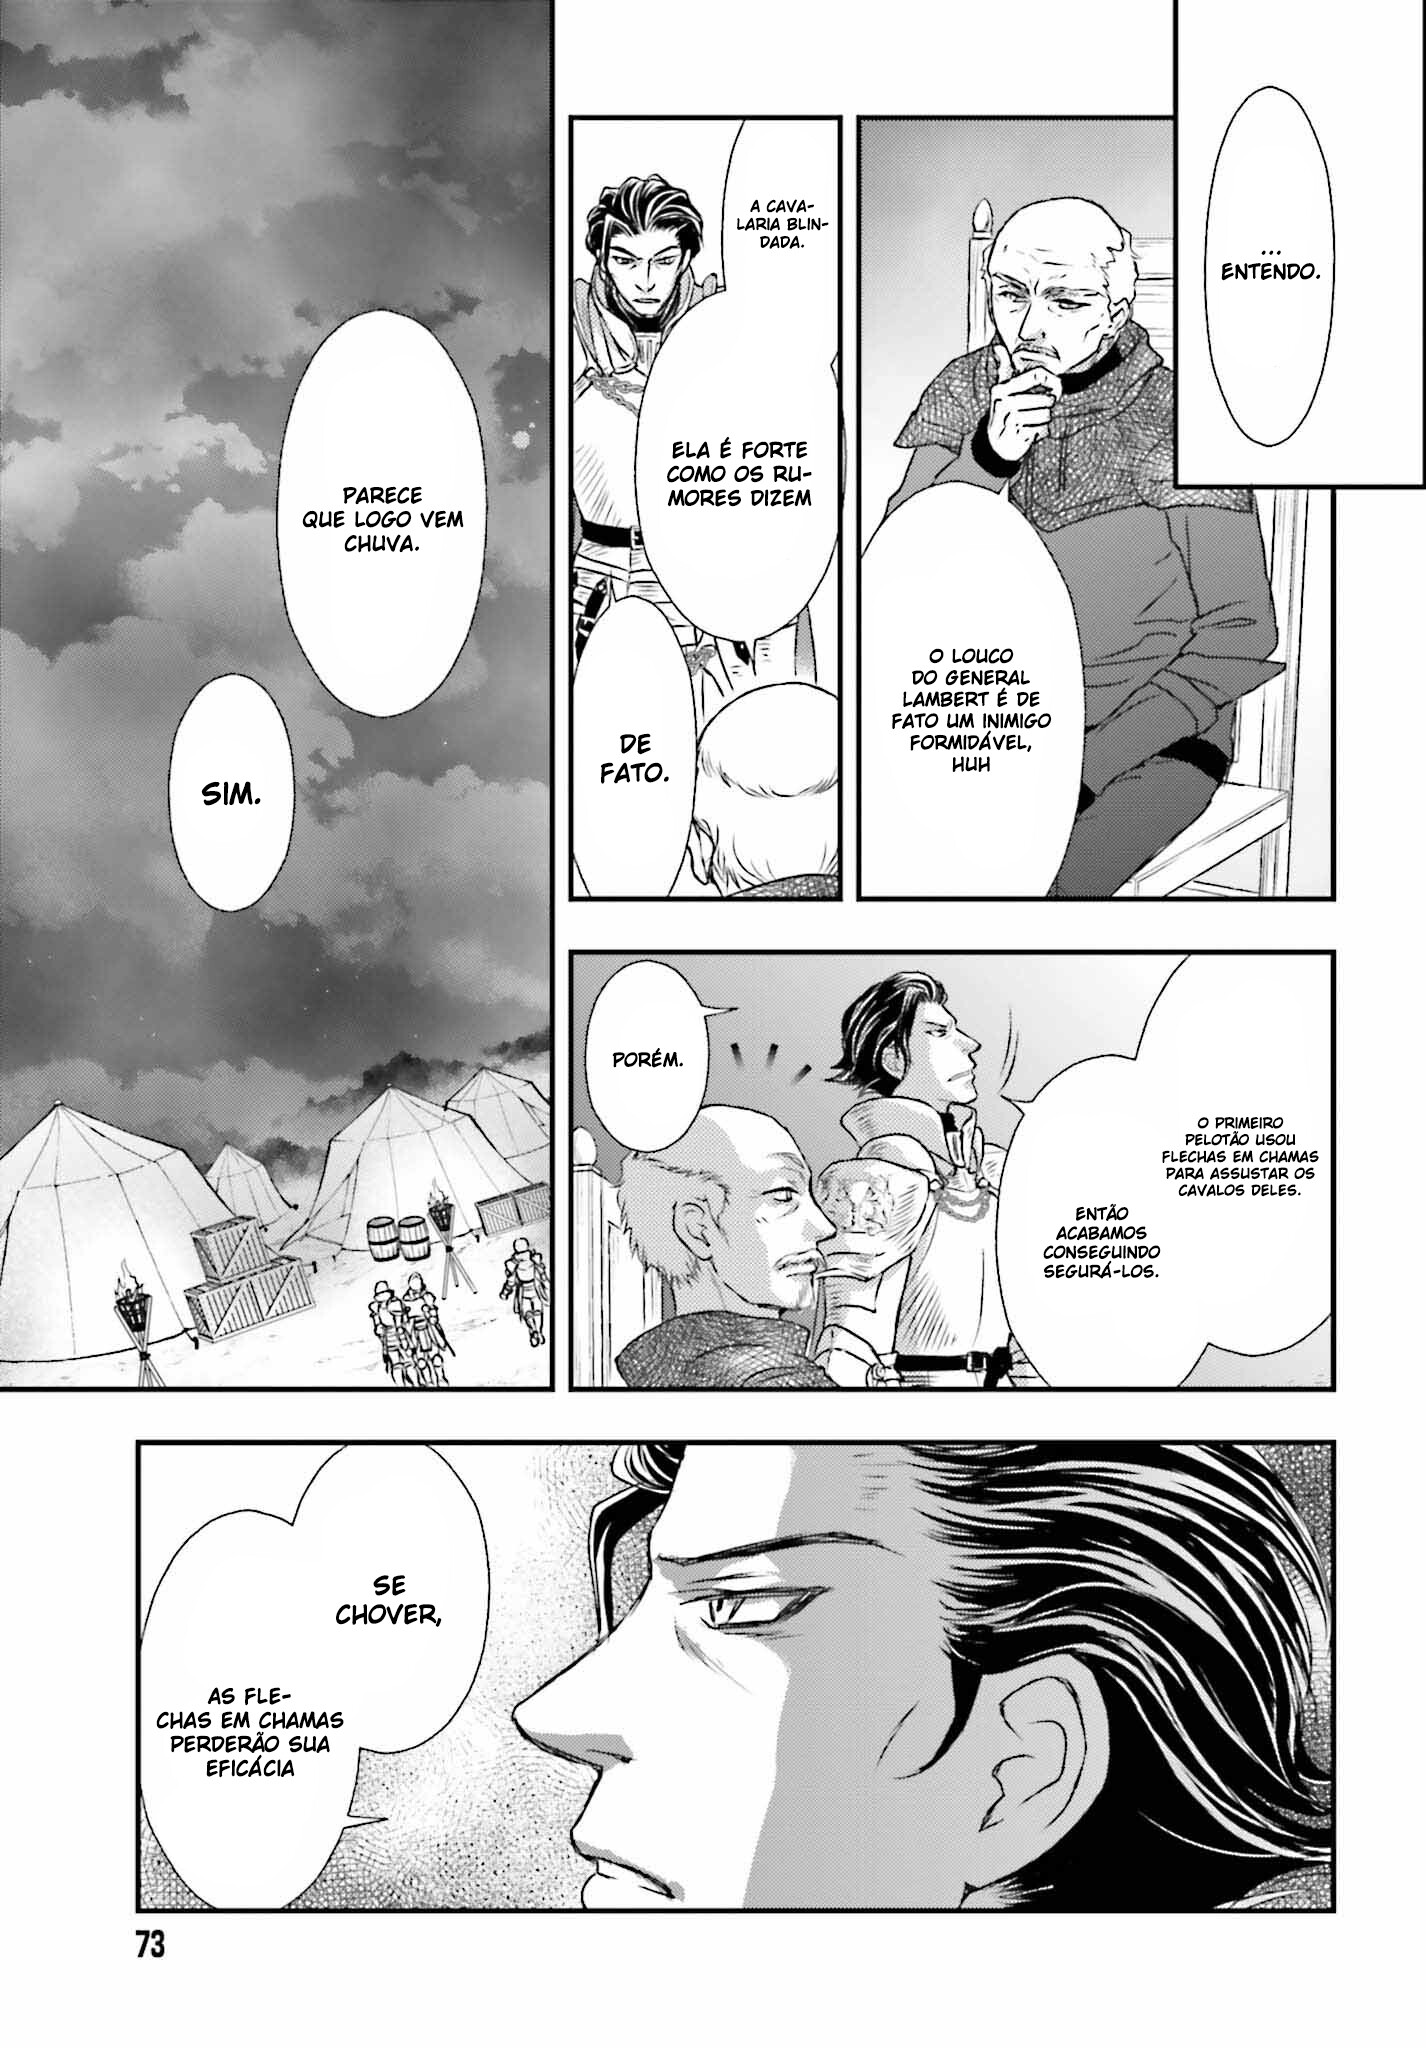 ...
ENTENDO.
O LOUCO
DO GENERAL
LAMBERT É DE
FATO UM INIMIGO
FORMIDÁVEL,
HUH
A CAVA-
LARIA BLIN-
DADA.
ELA É FORTE
COMO OS RU-
MORES DIZEM
DE
FATO.
O PRIMEIRO
PELOTÃO USOU
FLECHAS EM CHAMAS
PARA ASSUSTAR OS
CAVALOS DELES.
ENTÃO
ACABAMOS
CONSEGUINDO
SEGURÁ-LOS.
PORÉM.
PARECE
QUE LOGO VEM
CHUVA.
SIM.
SE
CHOVER,
AS FLE-
CHAS EM CHAMAS
PERDERÃO SUA
EFICÁCIA
73